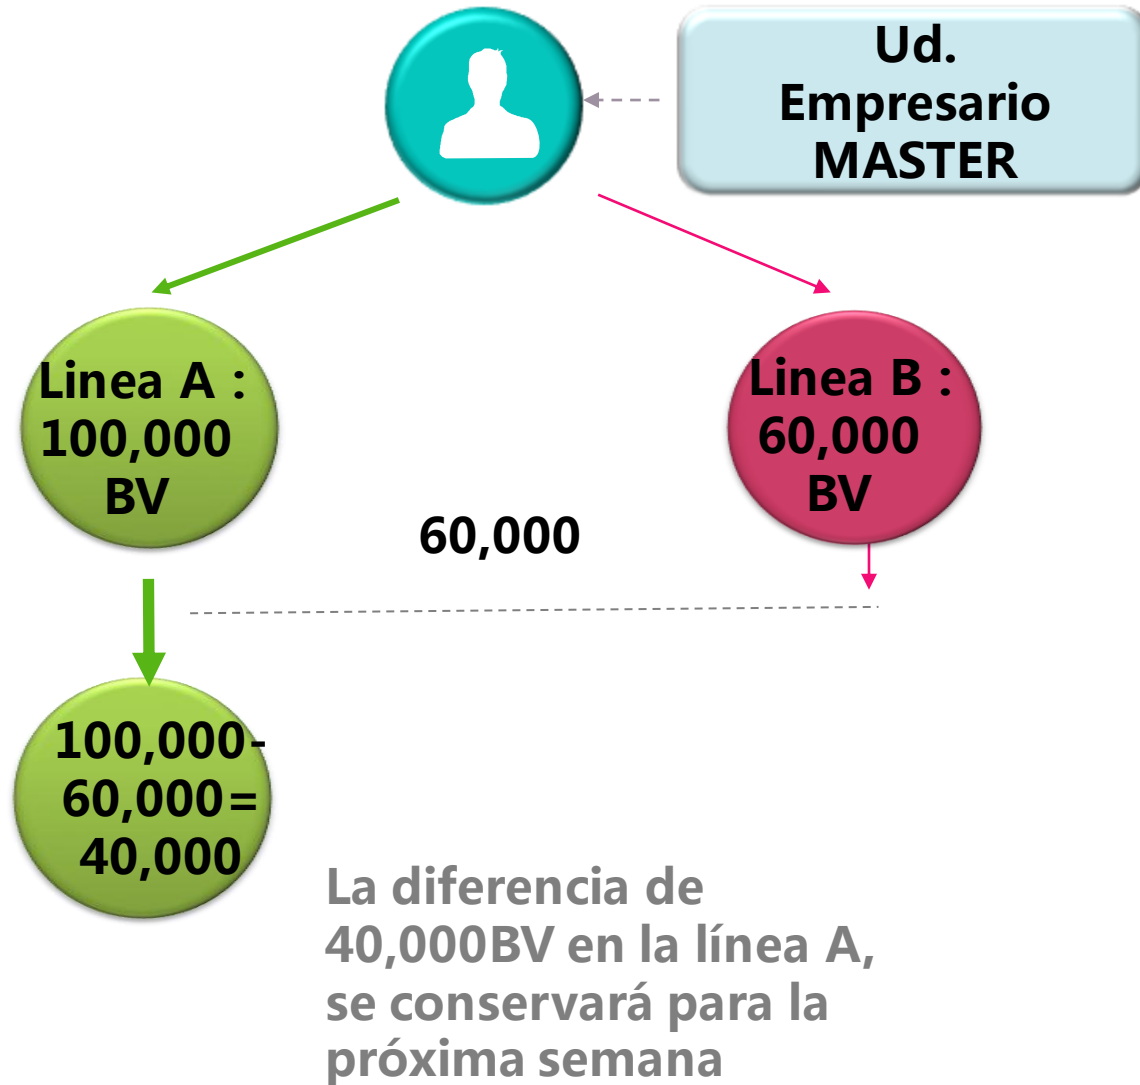 Ud.
Empresario
MASTER
Linea A :
100,000
BV
Linea B :
60,000
BV
60,000
100,000-
60,000=
40,000
La diferencia de
40,000BV en la línea A,
se conservará para la
próxima semana